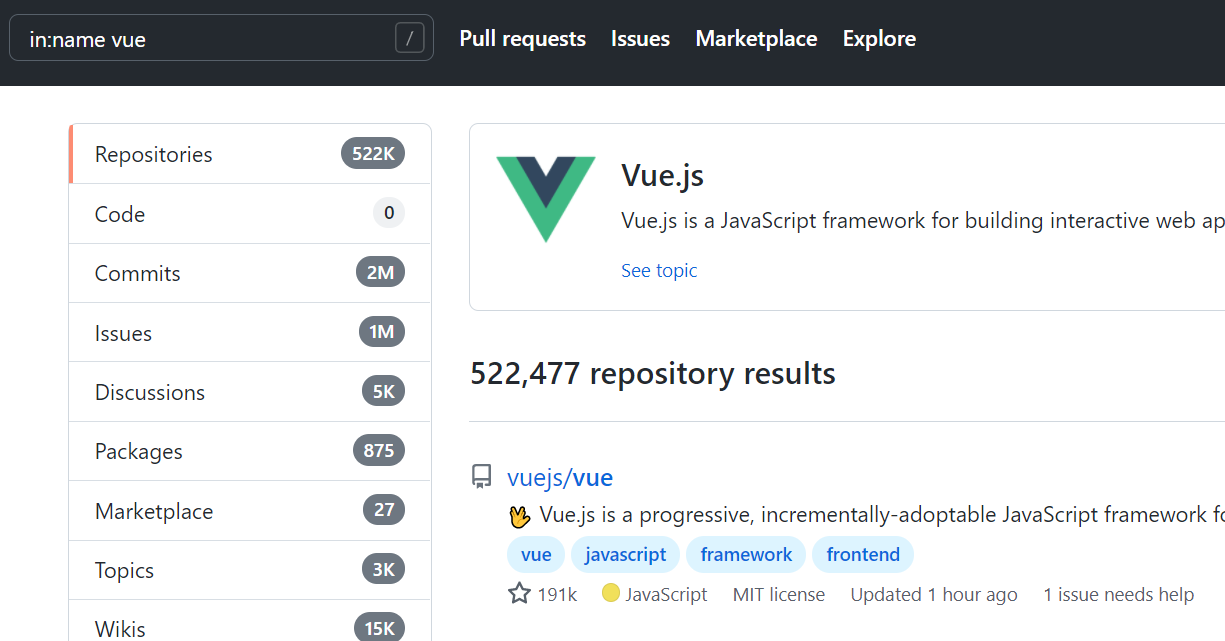 in:name vue /
Pull requests Issues Marketplace Explore
Repositories 522K
Code 0
Commits 2M
Issues 1M
Discussions 5K
Packages 875
Marketplace 27
Topics 3K
Wikis 15K
Vue.js
Vue.js is a JavaScript framework for building interactive web ap
See topic
522,477 repository results
vuejs/vue
🖖 Vue.js is a progressive, incrementally-adoptable JavaScript framework fo
vue javascript framework frontend
191k JavaScript MIT license Updated 1 hour ago 1 issue needs help